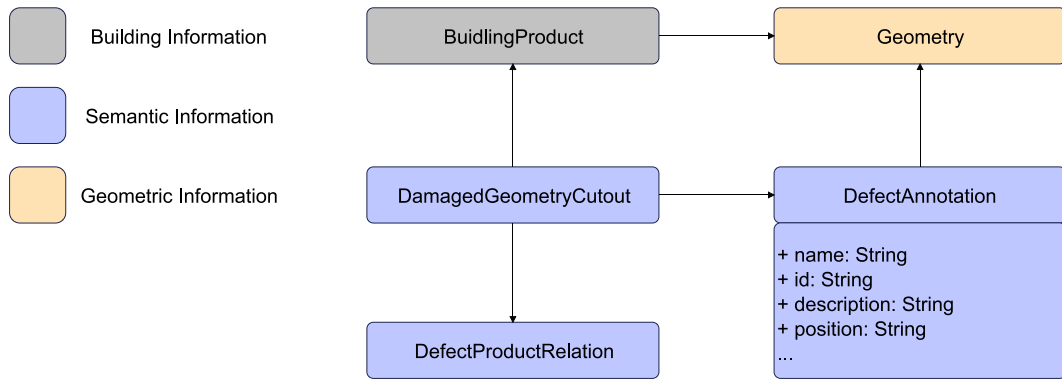 Building Information
BuidlingProduct
Geometry
Semantic Information
Geometric Information
DamagedGeometryCutout
DefectAnnotation
+ name: String
+ id: String
+ description: String
+ position: String
...
DefectProductRelation